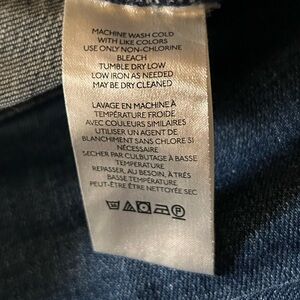 MACHINE WASH COLD
WITH LIKE COLORS
USE ONLY NON-CHLORINE
BLEACH
TUMBLE DRY LOW
LOW IRON AS NEEDED
MAY BE DRY CLEANED
LAVAGE EN MACHINE À
TEMPÉRATURE FROIDE
AVEC COULEURS SIMILAIRES
UTILISER UN AGENT DE
BLANCHIMENT SANS CHLORE SI
NÉCESSAIRE
SECHER PAR CULBUTAGE À BASSE
TEMPERATURE
REPASSER, AU BESOIN, À TRÈS
BASSE TEMPÉRATURE
PEUT-ÊTRE ÊTRE NETTOYÉE SEC